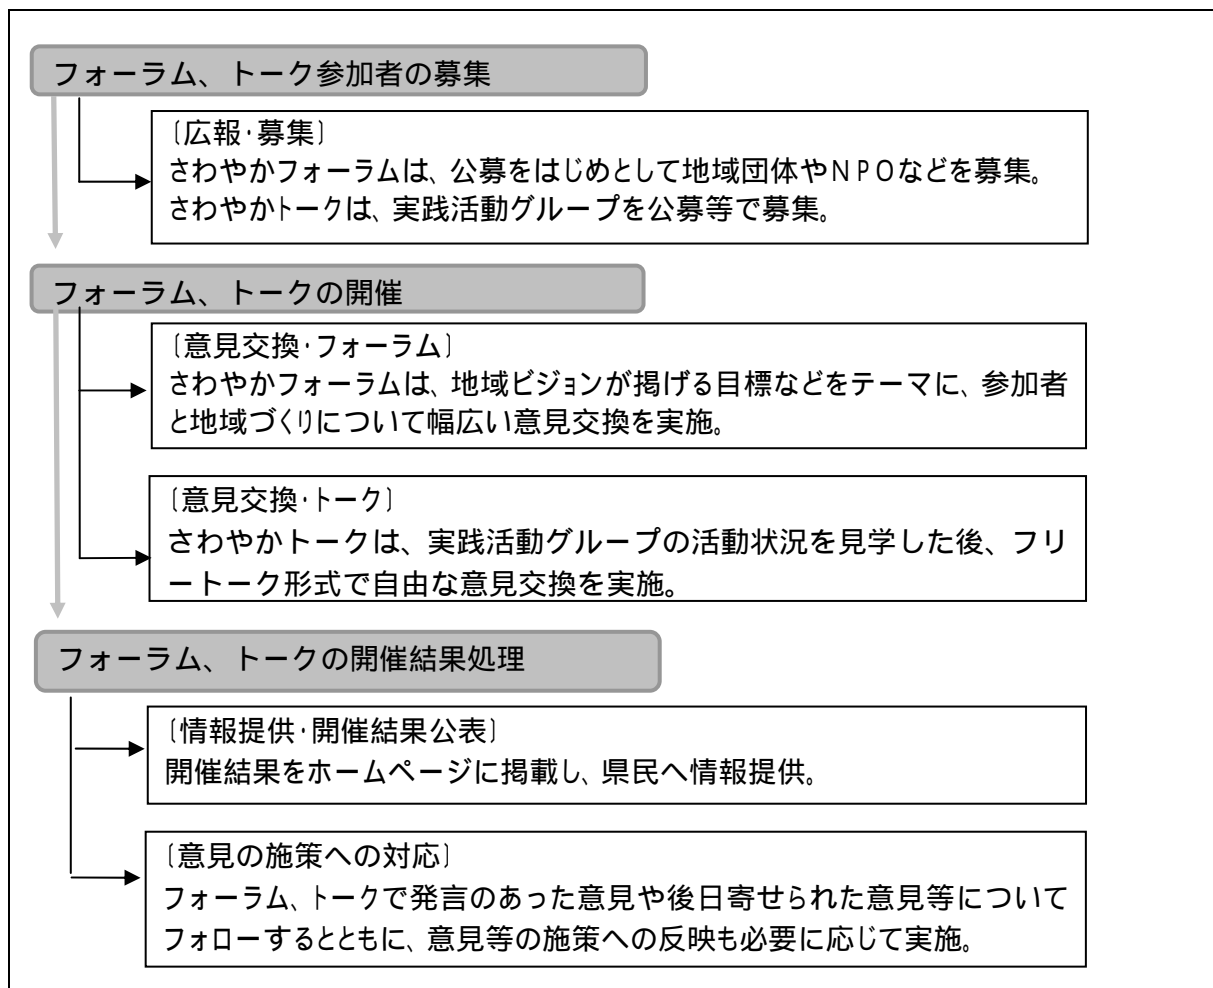 フォーラム、トーク参加者の募集
〔広報・募集〕
さわやかフォーラムは、公募をはじめとして地域団体やNPOなどを募集。
さわやかトークは、実践活動グループを公募等で募集。
フォーラム、トークの開催
〔意見交換・フォーラム〕
さわやかフォーラムは、地域ビジョンが掲げる目標などをテーマに、参加者
と地域づくりについて幅広い意見交換を実施。
〔意見交換・トーク〕
さわやかトークは、実践活動グループの活動状況を見学した後、フリ
ートーク形式で自由な意見交換を実施。
フォーラム、トークの開催結果処理
〔情報提供・開催結果公表〕
開催結果をホームページに掲載し、県民へ情報提供。
〔意見の施策への対応〕
フォーラム、トークで発言のあった意見や後日寄せられた意見等について
フォローするとともに、意見等の施策への反映も必要に応じて実施。